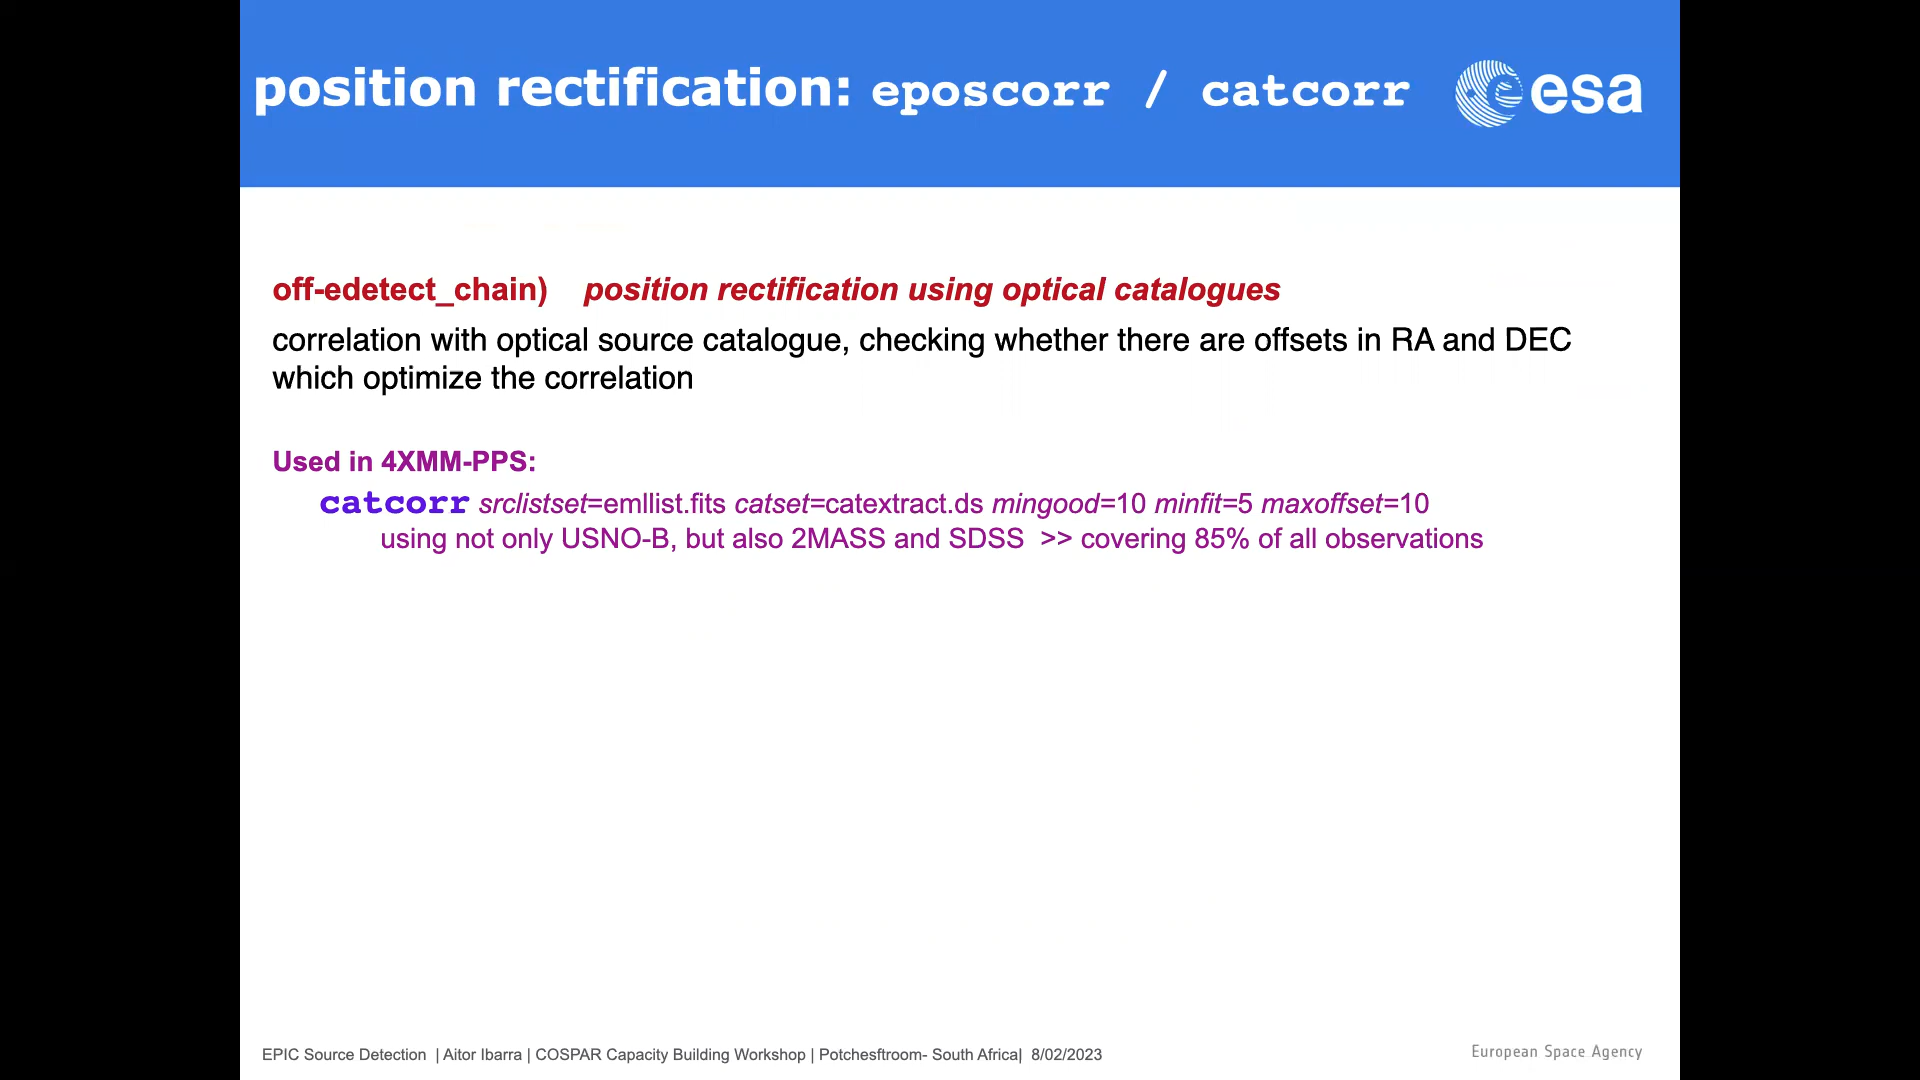 position rectification: eposcorr / catcorr
esa
off-edetect_chain) position rectification using optical catalogues
correlation with optical source catalogue, checking whether there are offsets in RA and DEC
which optimize the correlation
Used in 4XMM-PPS:
catcorr srclistset=emllist.fits catset=catextract.ds mingood=10 minfit=5 maxoffset=10
using not only USNO-B, but also 2MASS and SDSS >> covering 85% of all observations
EPIC Source Detection | Aitor Ibarra | COSPAR Capacity Building Workshop | Potchesftroom- South Africa| 8/02/2023
European Space Agency